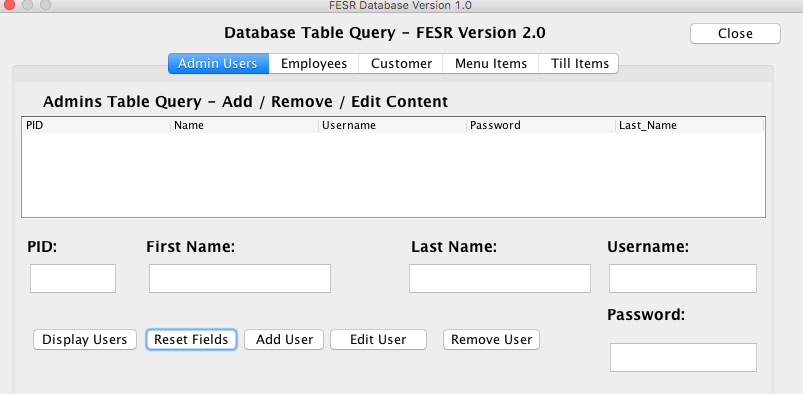 FESR Database Version 1.0
Database Table Query - FESR Version 2.0
Close
Admin Users Employees Customer Menu Items Till Items
Admins Table Query - Add / Remove / Edit Content
PID Name Username Password Last_Name
PID: First Name: Last Name: Username:
Password:
Display Users Reset Fields Add User Edit User Remove User